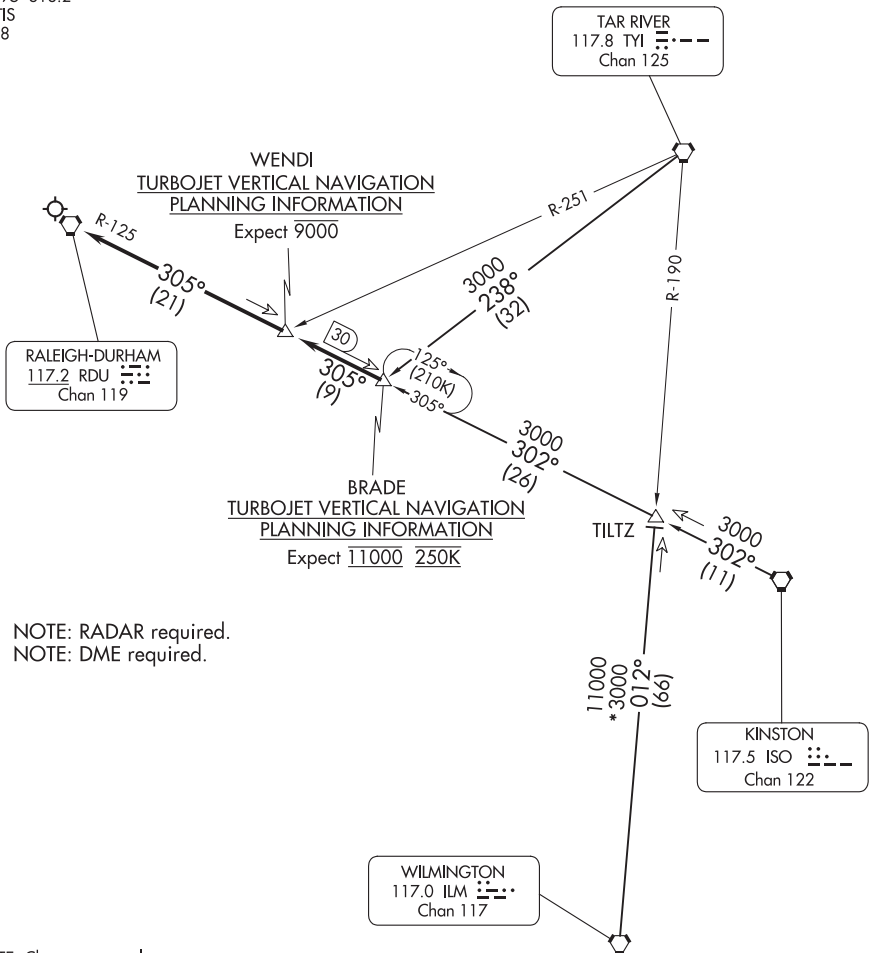 TIS
8
TAR RIVER
117.8 TYI
Chan 125
WENDI
TURBOJET VERTICAL NAVIGATION
PLANNING INFORMATION
Expect 9000
R-251
R-125
305°
(21)
3000
238°
(32)
R-190
RALEIGH-DURHAM
117.2 RDU
Chan 119
30
305°
(9)
125°
(210K)
305°
3000
302°
(26)
BRADE
TURBOJET VERTICAL NAVIGATION
PLANNING INFORMATION
Expect 11000 250K
TILTZ
3000
302°
(11)
NOTE: RADAR required.
NOTE: DME required.
11000
*3000
012°
(66)
KINSTON
117.5 ISO
Chan 122
WILMINGTON
117.0 ILM
Chan 117